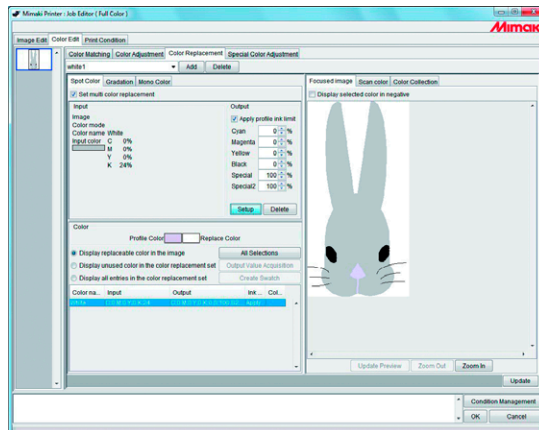 Mimaki Printer : Job Editor ( Full Color )
Mimaki
Image Edit Color Edit Print Condition
Color Matching Color Adjustment Color Replacement Special Color Adjustment
white1 Add Delete
Spot Color Gradation Mono Color
Set multi color replacement
Input
Image
Color mode
Color name White
Input color C 0%
M 0%
Y 0%
K 24%
Output
Apply profile ink limit
Cyan 0 %
Magenta 0 %
Yellow 0 %
Black 0 %
Special 100 %
Special2 100 %
Setup Delete
Color
Profile Color Replace Color
Display replaceable color in the image All Selections
Display unused color in the color replacement set Output Value Acquisition
Display all entries in the color replacement set Create Swatch
Color na... Input Output Ink ... Col...
White
Focused image Scan color Color Collection
Display selected color in negative
Update Preview Zoom Out Zoom In
Update
Condition Management
OK Cancel